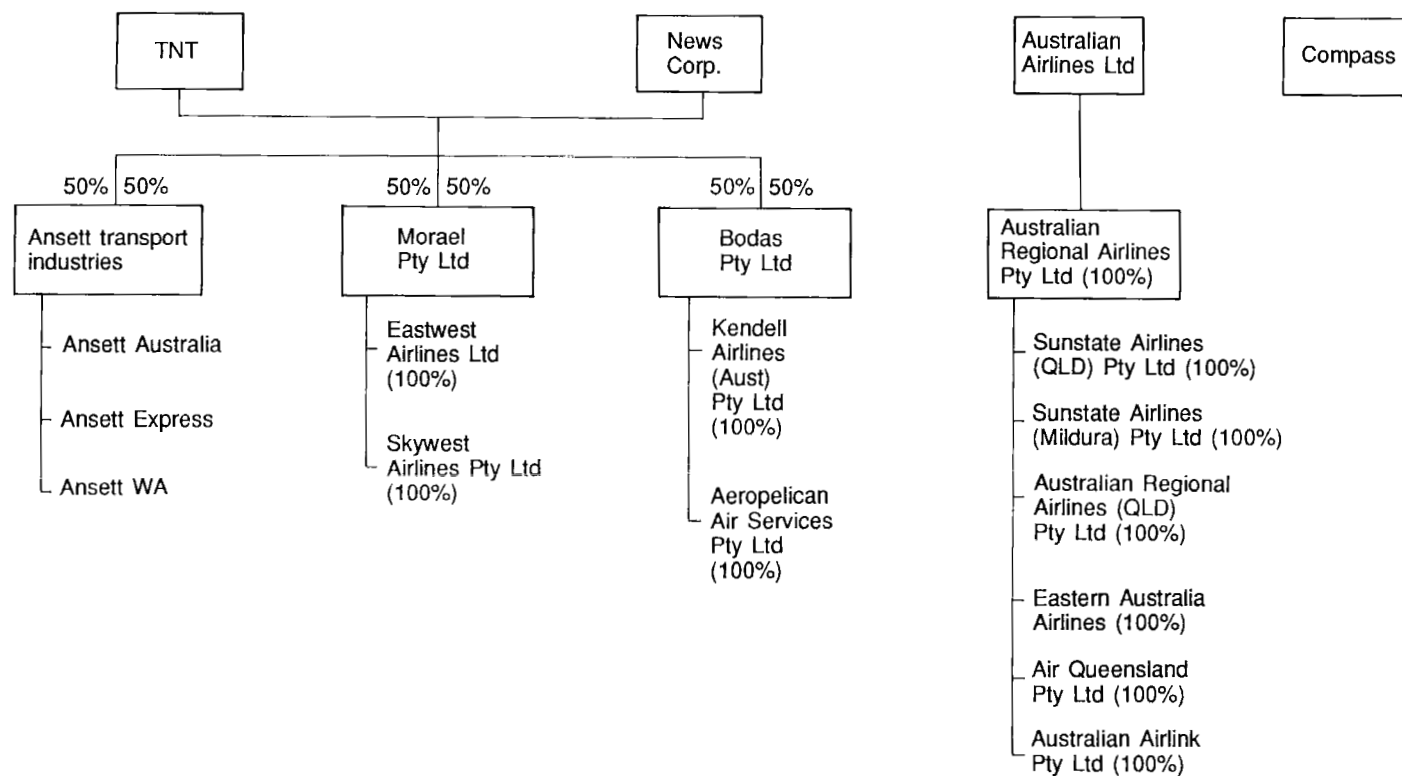 TNT
News
Corp.
Australian
Airlines Ltd
Compass
50% 50%
50% 50%
50% 50%
Ansett transport
industries
Morael
Pty Ltd
Bodas
Pty Ltd
Australian
Regional Airlines
Pty Ltd (100%)
Ansett Australia
Ansett Express
Ansett WA
Eastwest
Airlines Ltd
(100%)
Skywest
Airlines Pty Ltd
(100%)
Kendell
Airlines
(Aust)
Pty Ltd
(100%)
Aeropelican
Air Services
Pty Ltd
(100%)
Sunstate Airlines
(QLD) Pty Ltd (100%)
Sunstate Airlines
(Mildura) Pty Ltd (100%)
Australian Regional
Airlines (QLD)
Pty Ltd (100%)
Eastern Australia
Airlines (100%)
Air Queensland
Pty Ltd (100%)
Australian Airlink
Pty Ltd (100%)